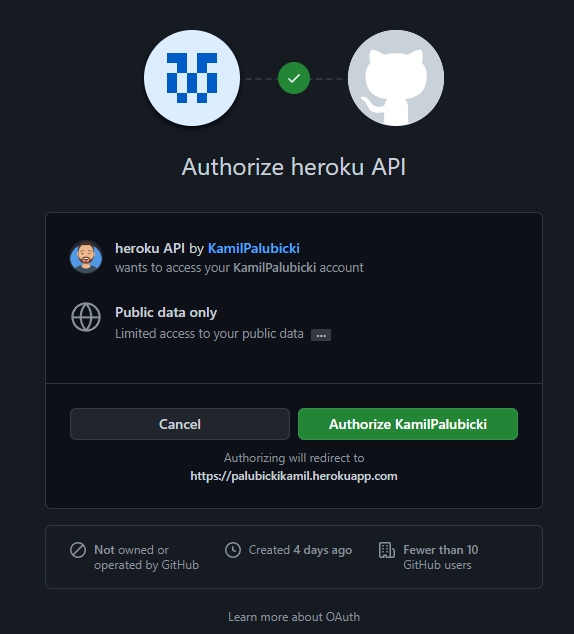 Authorize heroku API
heroku API by KamilPalubicki
wants to access your KamilPalubicki account
Public data only
Limited access to your public data ...
Cancel
Authorize KamilPalubicki
Authorizing will redirect to
https://palubickikamil.herokuapp.com
Not owned or
operated by GitHub
Created 4 days ago
Fewer than 10
GitHub users
Learn more about OAuth